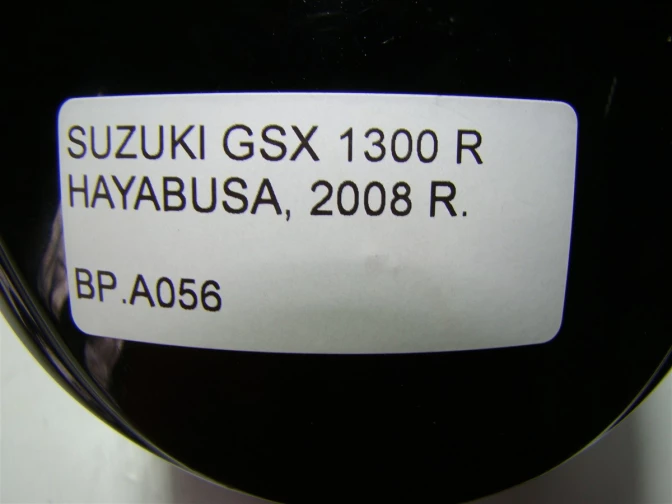 SUZUKI GSX 1300 R
HAYABUSA, 2008 R.
BP.A056